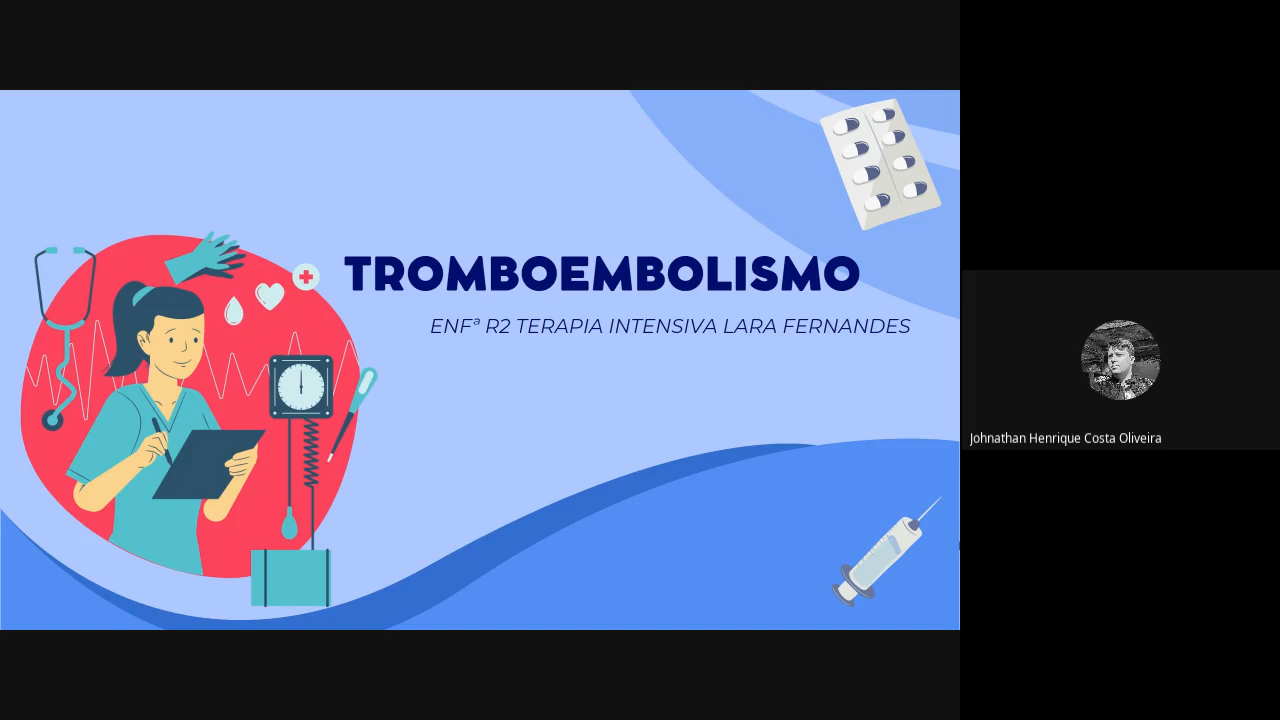 TROMBOEMBOLISMO
ENFª R2 TERAPIA INTENSIVA LARA FERNANDES
Johnathan Henrique Costa Oliveira